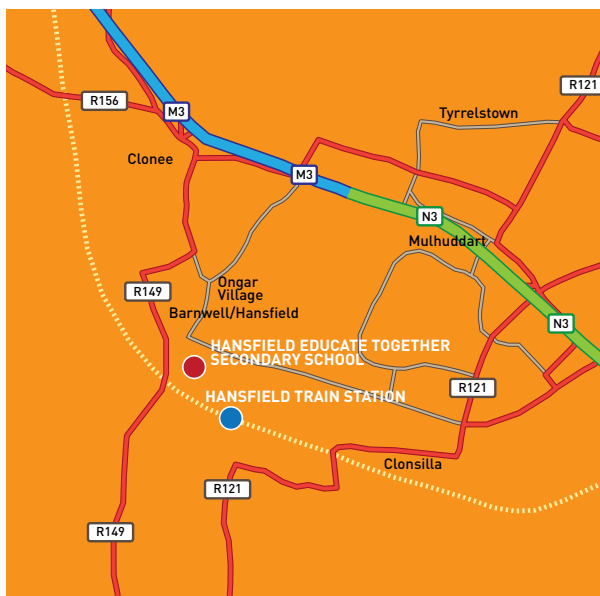 R121
R156
M3
Tyrrelstown
Clonee
M3
N3
Mulhuddart
R149
Ongar
Village
Barnwell/Hansfield
N3
HANSFIELD EDUCATE TOGETHER
SECONDARY SCHOOL
R121
HANSFIELD TRAIN STATION
Clonsilla
R121
R149